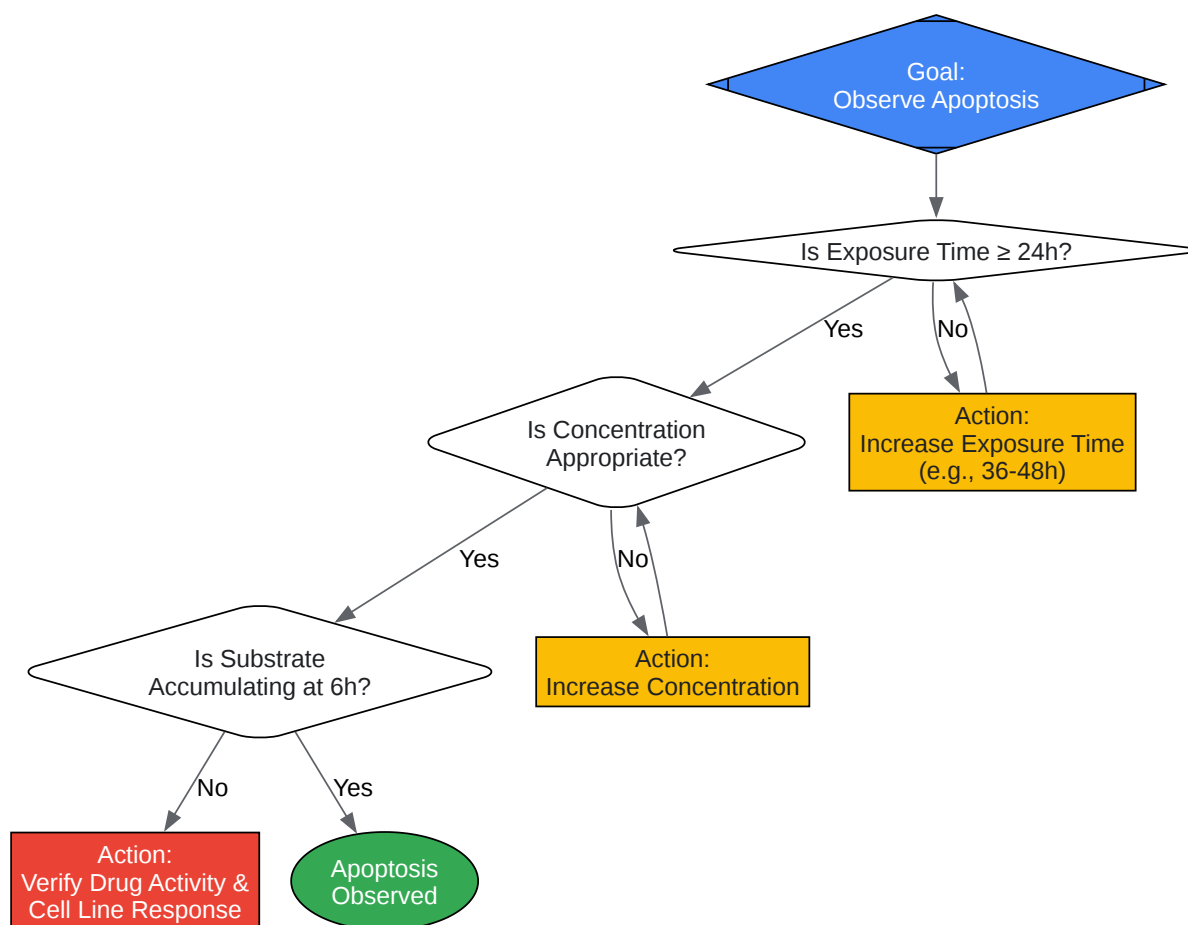 Goal:
Observe Apoptosis
Is Exposure Time ≥ 24h?
Yes
No
Action:
Increase Exposure Time
(e.g., 36-48h)
Is Concentration
Appropriate?
Yes
No
Action:
Increase Concentration
Is Substrate
Accumulating at 6h?
No
Yes
Action:
Verify Drug Activity &
Cell Line Response
Apoptosis
Observed